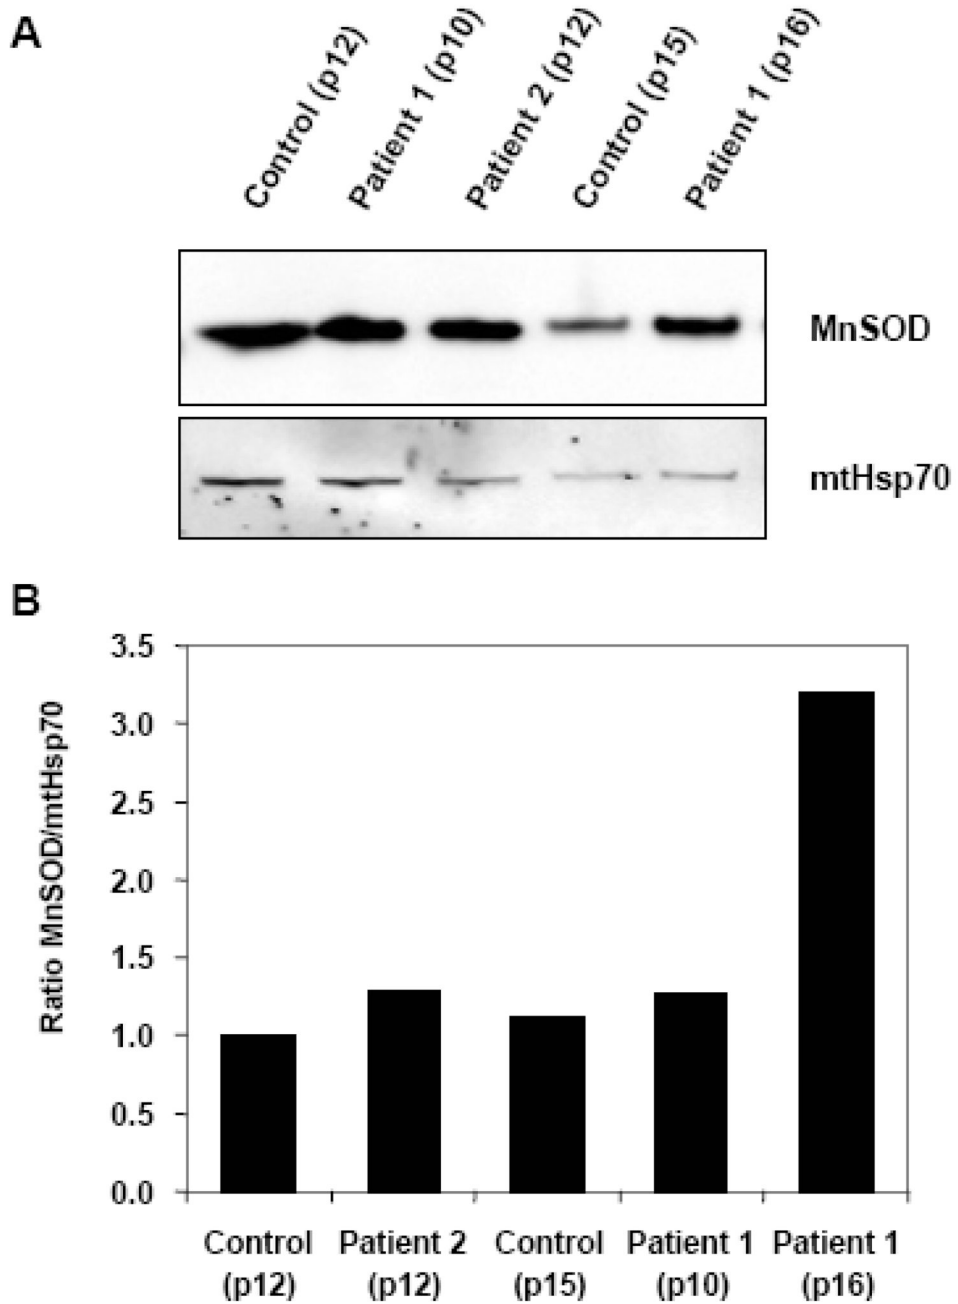 A
Control (p12)
Patient 1 (p10)
Patient 2 (p12)
Control (p15)
Patient 1 (p16)
MnSOD
mtHsp70
B
Ratio MnSOD/mtHsp70
3.5
3.0
2.5
2.0
1.5
1.0
0.5
0.0
Control (p12)
Patient 2 (p12)
Control (p15)
Patient 1 (p10)
Patient 1 (p16)